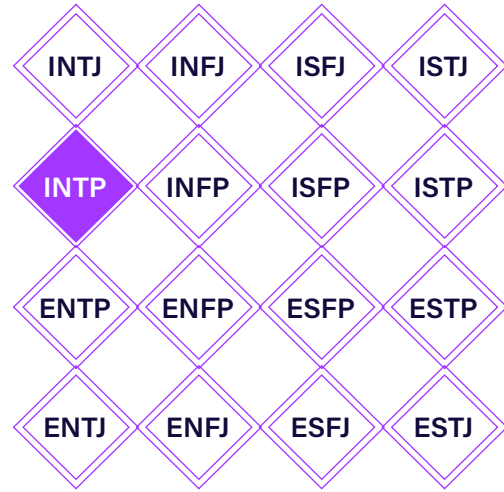 INTJ INFJ ISFJ ISTJ
INTP INFP ISFP ISTP
ENTP ENFP ESFP ESTP
ENTJ ENFJ ESFJ ESTJ